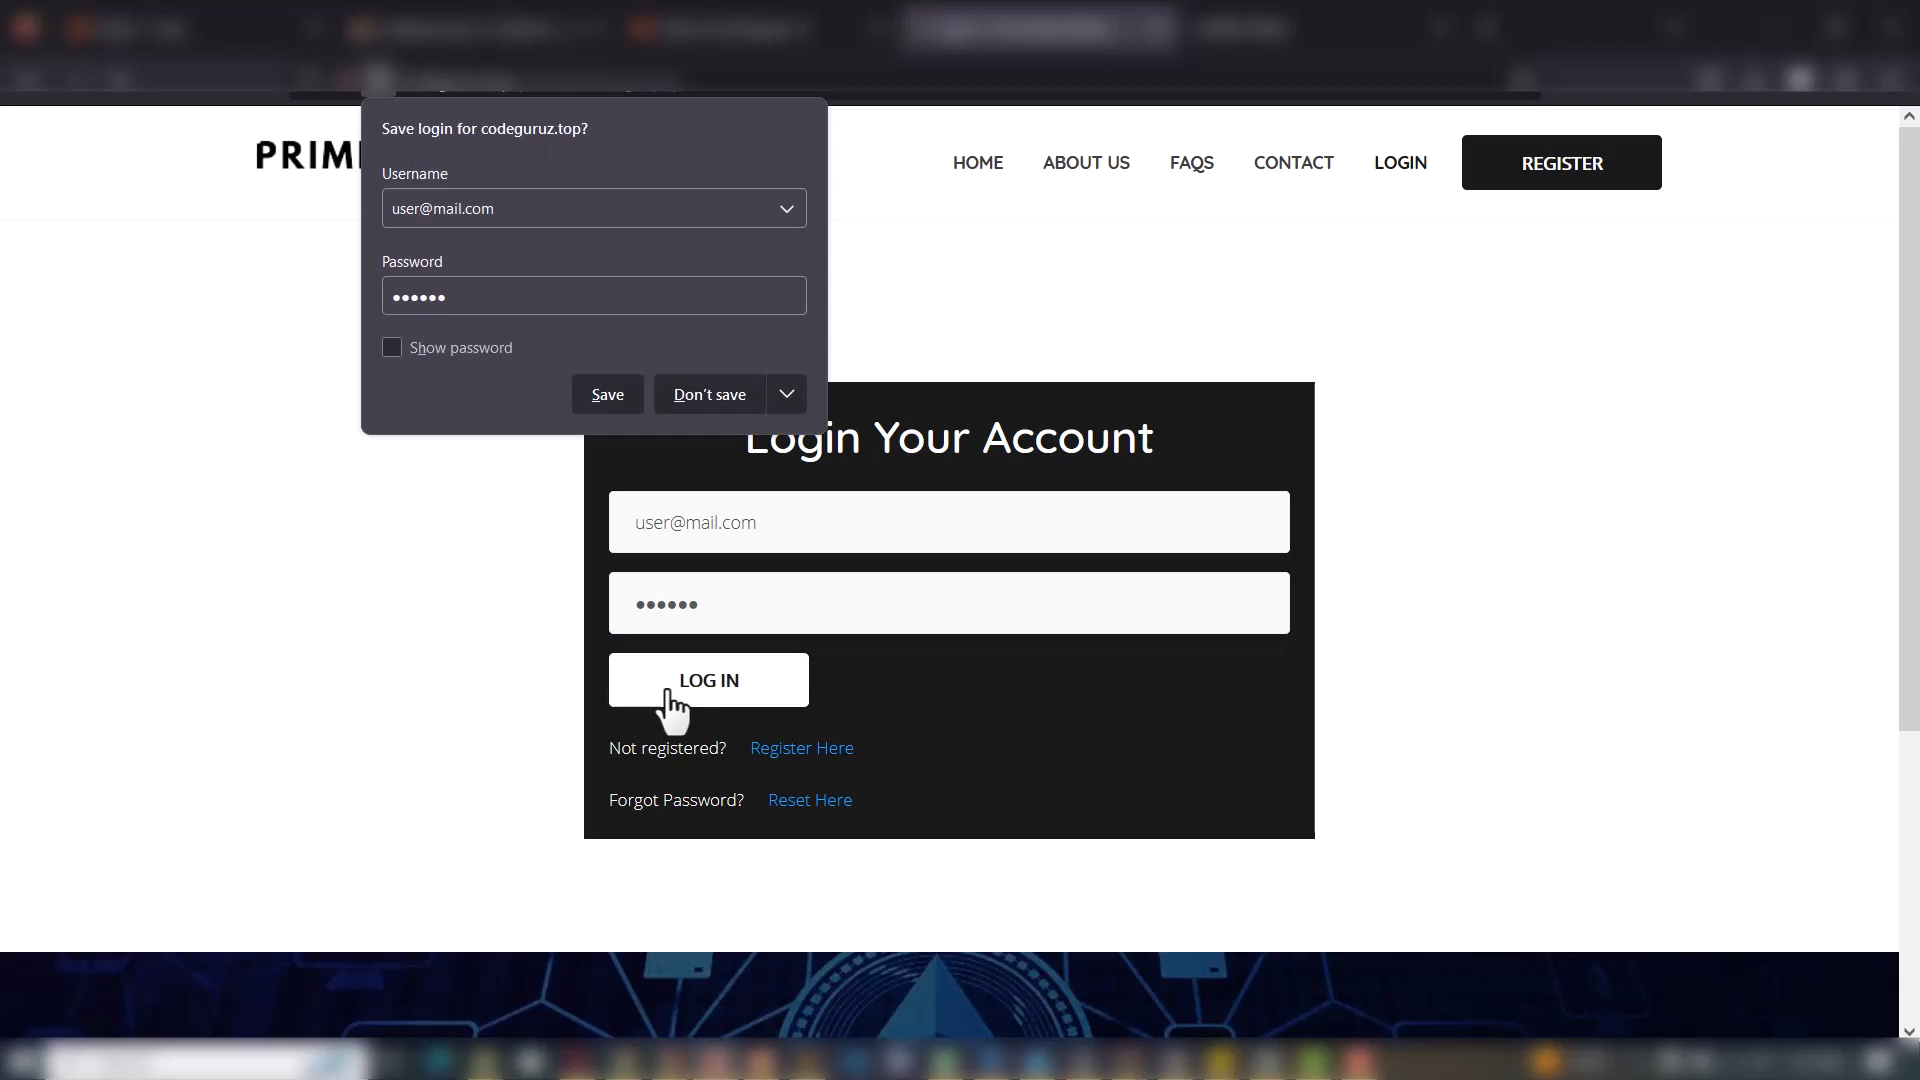 Save login for codeguruz.top?
Username
user@mail.com
Password
Show password
Save
Don't save
HOME
ABOUT US
FAQS
CONTACT
LOGIN
REGISTER
Login Your Account
user@mail.com
LOG IN
Not registered? Register Here
Forgot Password? Reset Here